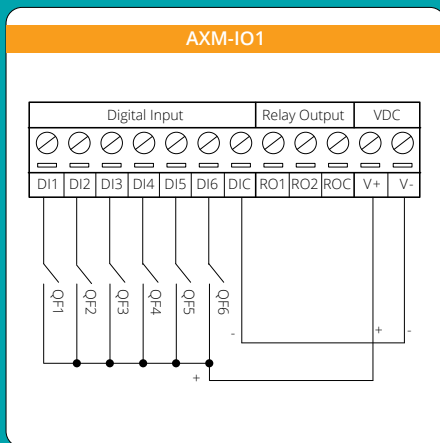 AXM-IO1
Digital Input Relay Output VDC
DI1 DI2 DI3 DI4 DI5 DI6 DIC RO1 RO2 ROC V+ V-
QF1 QF2 QF3 QF4 QF5 QF6
- + -
+